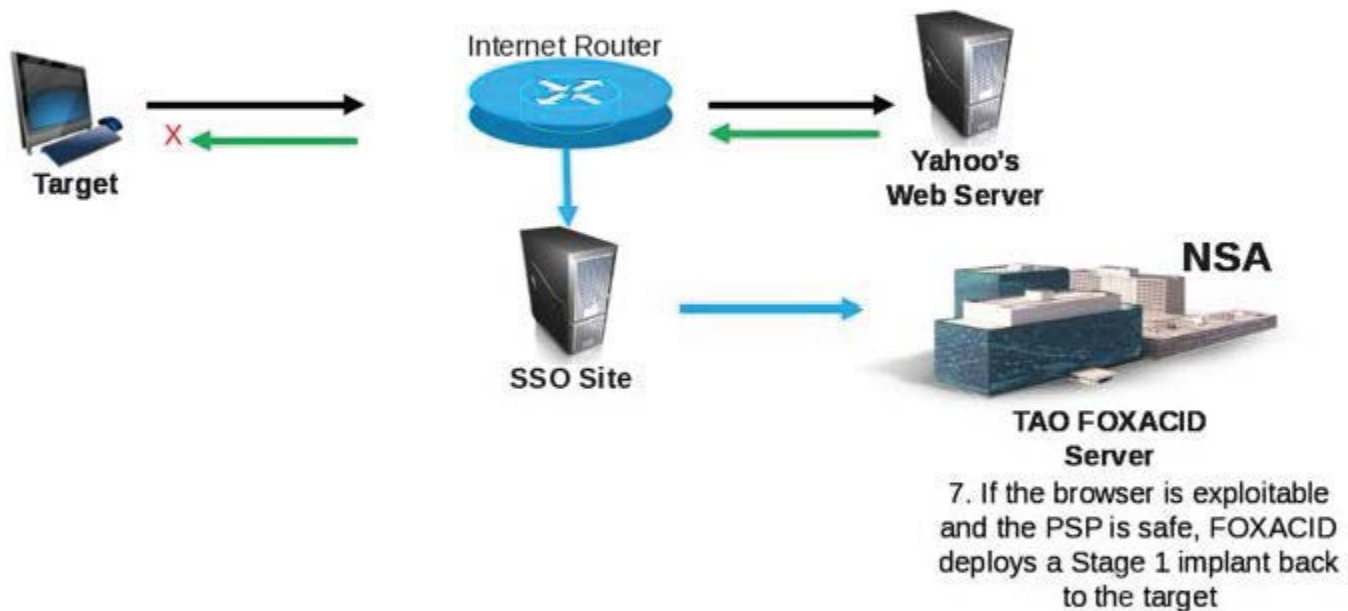 Internet Router
X
Target
Yahoo's
Web Server
SSO Site
NSA
TAO FOXACID
Server
7. If the browser is exploitable
and the PSP is safe, FOXACID
deploys a Stage 1 implant back
to the target